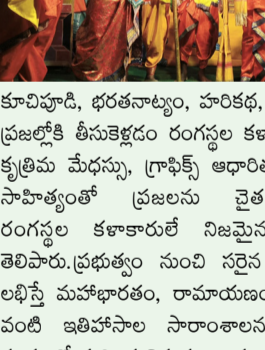 కూచిపూడి, భరతనాట్యం, హరికథ,
ప్రజల్లోకి తీసుకెళ్లడం రంగస్థల కళ
కృత్రిమ మేధస్సు, గ్రాఫిక్స్ ఆధారిత
సాహిత్యంతో ప్రజలను చైత
రంగస్థల కళాకారులే నిజమైన
తెలిపారు.ప్రభుత్వం నుంచి సరైన
లభిస్తే మహాభారతం, రామాయణం
వంటి ఇతిహాసాల సారాంశాలన